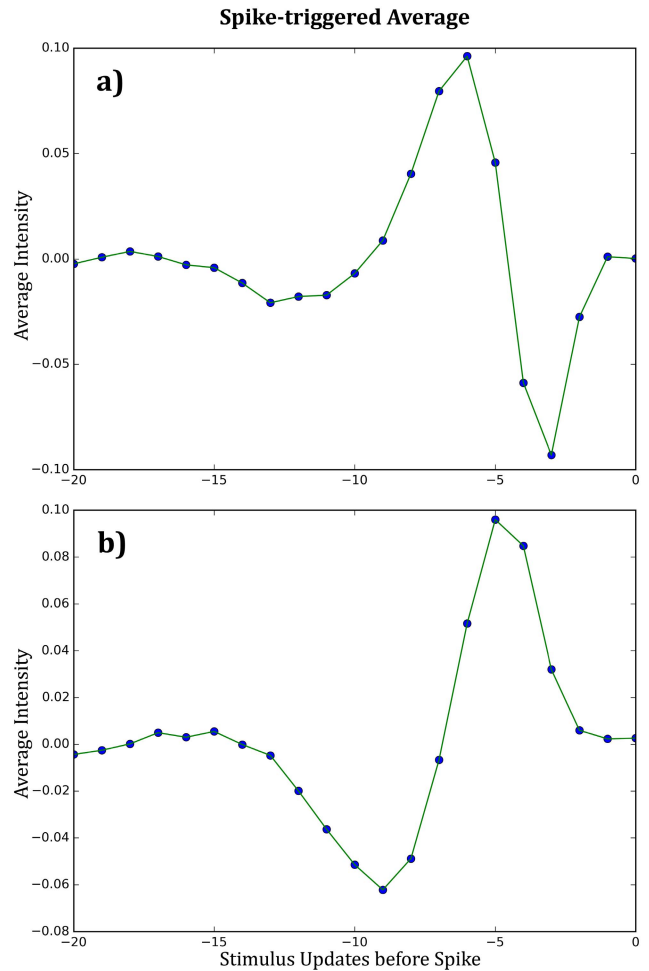 Spike-triggered Average
a)
Average Intensity
0.10
0.05
0.00
−0.05
−0.10
−20 −15 −10 −5 0
b)
Average Intensity
0.10
0.08
0.06
0.04
0.02
0.00
−0.02
−0.04
−0.06
−0.08
−20 −15 −10 −5 0
Stimulus Updates before Spike